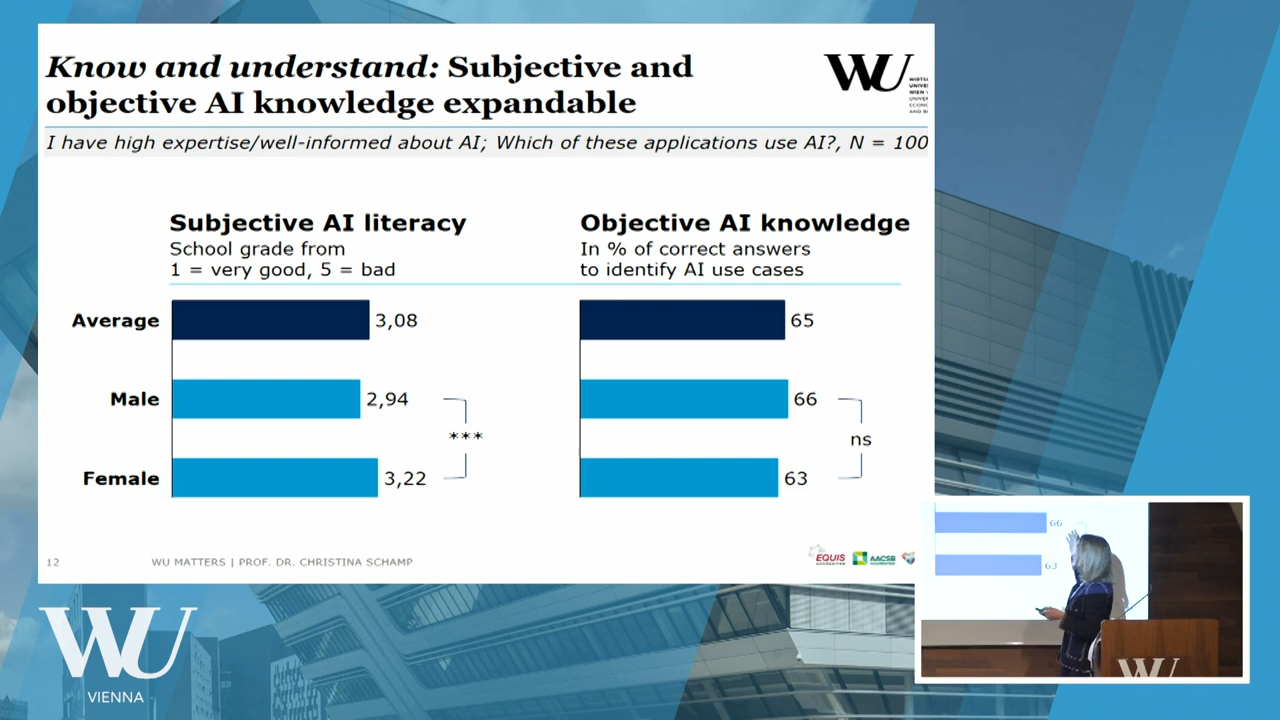 Know and understand: Subjective and
objective AI knowledge expandable
WU
I have high expertise/well-informed about AI; Which of these applications use AI?, N = 100
Subjective AI literacy
School grade from
1 = very good, 5 = bad
Objective AI knowledge
In % of correct answers
to identify AI use cases
Average
3,08
65
Male
2,94
66
***
ns
Female
3,22
63
12
WU MATTERS | PROF. DR. CHRISTINA SCHAMP
EQUIS
ACCREDITED
AACSB
ACCREDITED
WU
VIENNA
66
63
WU